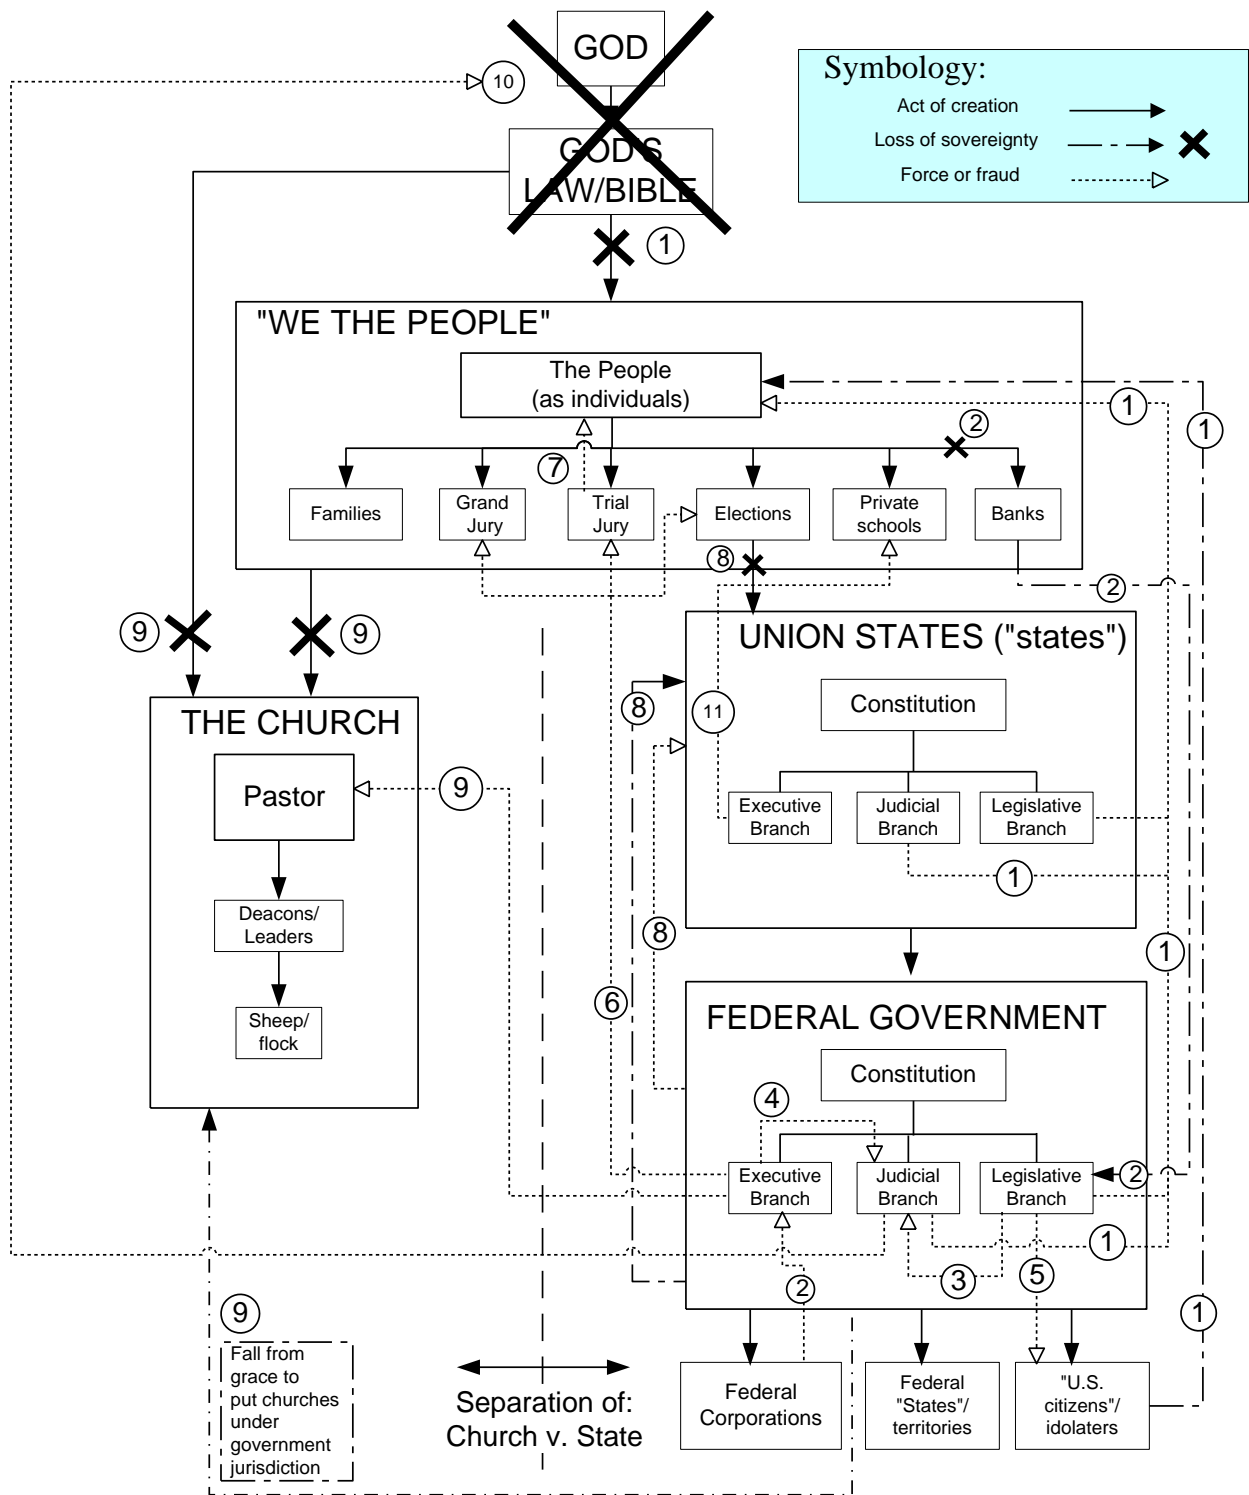 GOD
10
GOD'S
LAW/BIBLE
Symbology:
Act of creation
Loss of sovereignty
Force or fraud
1
"WE THE PEOPLE"
The People
(as individuals)
1
1
2
7
Families
Grand
Jury
Trial
Jury
Elections
Private
schools
Banks
8
2
9
9
UNION STATES ("states")
THE CHURCH
8
11
Constitution
Pastor
9
Executive
Branch
Judicial
Branch
Legislative
Branch
1
Deacons/
Leaders
8
1
6
Sheep/
flock
FEDERAL GOVERNMENT
Constitution
4
Executive
Branch
Judicial
Branch
Legislative
Branch
2
1
3
5
2
9
1
Fall from
grace to
put churches
under
government
jurisdiction
Separation of:
Church v. State
Federal
Corporations
Federal
"States"/
territories
"U.S.
citizens"/
idolaters